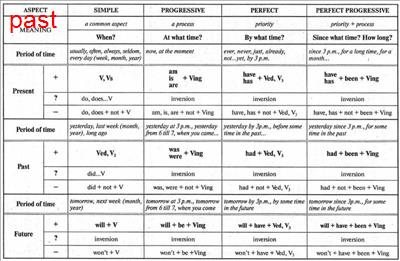 past
ASPECT SIMPLE PROGRESSIVE PERFECT PERFECT PROGRESSIVE
MEANING a common aspect a process priority priority + process
When? At what time? By what time? Since what time? How long?
Period of time usually, often, always, seldom, now, at the moment ever, never, just, already, since 3 p.m., for a long time, for a
every day (week, month, year) not...yet, by 3 p.m. month...
Present + V, Vs am have + Ved, V3 have + been + Ving
is + Ving has has
are
? do, does...V inversion inversion inversion
− do, does + not + V am, is, are + not + Ving have, has + not + Ved, V3 have, has + not + been + Ving
Period of time yesterday, last week (month, yesterday at 3 p.m., yesterday yesterday by 3p.m., before some yesterday since 3 p.m., for some
year), long ago from 6 till 7, when you came... time in the past... time in the past
Past + Ved, V2 was + Ving had + Ved, V3 had + been + Ving
were
? did...V inversion inversion inversion
− did + not + V was, were + not + Ving had + not + Ved, V3 had + not + been + Ving
Period of time tomorrow, next week (month, tomorrow at 3 p.m., tomorrow tomorrow by 3p.m., by some time tomorrow since 3p.m., for some
year) from 6 till 7, when you come in the future time in the future
Future + will + V will + be + Ving will + have + Ved, V3 will + have + been + Ving
? inversion inversion inversion inversion
− won't + V won't + be +Ving won't + have + Ved, V3 won't + have + been + Ving